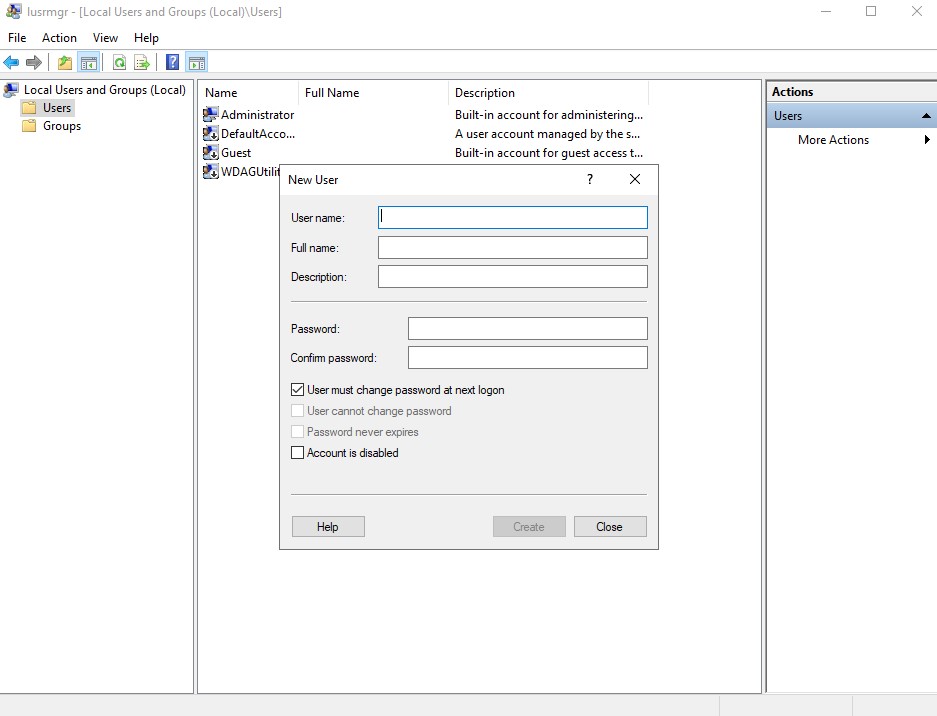 lusrmgr - [Local Users and Groups (Local)\Users]
File Action View Help
Local Users and Groups (Local)
Users
Groups
Name Full Name Description
Administrator Built-in account for administering...
DefaultAcco... A user account managed by the s...
Guest Built-in account for guest access t...
WDAGUtilit
Actions
Users
More Actions
New User ?
User name:
Full name:
Description:
Password:
Confirm password:
User must change password at next logon
User cannot change password
Password never expires
Account is disabled
Help Create Close